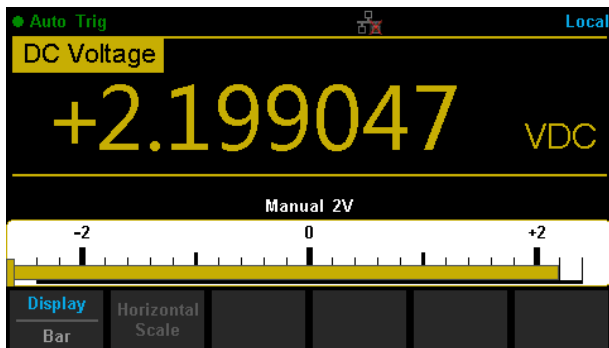 Auto Trig Local
DC Voltage
+2.199047 VDC
Manual 2V
-2 0 +2
Display Horizontal
Bar Scale